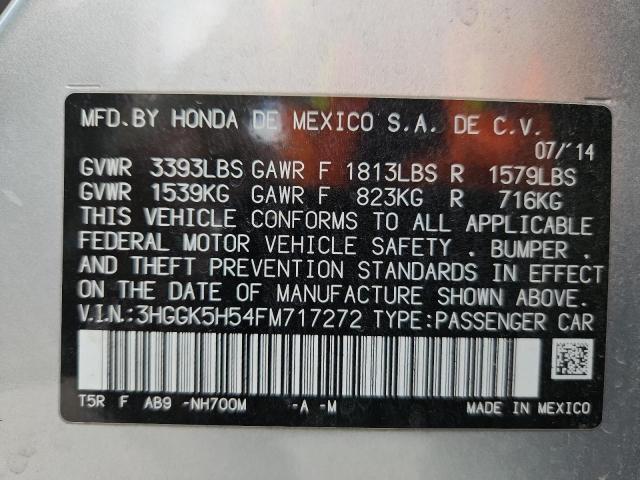 MFD. BY HONDA DE MEXICO S.A. DE C.V.
07/'14
GVWR 3393LBS GAWR F 1813LBS R 1579LBS
GVWR 1539KG GAWR F 823KG R 716KG
THIS VEHICLE CONFORMS TO ALL APPLICABLE
FEDERAL MOTOR VEHICLE SAFETY . BUMPER .
AND THEFT PREVENTION STANDARDS IN EFFECT
ON THE DATE OF MANUFACTURE SHOWN ABOVE.
V.I.N.:3HGGK5H54FM717272 TYPE:PASSENGER CAR
T5R F AB9 -NH700M -A -M MADE IN MEXICO